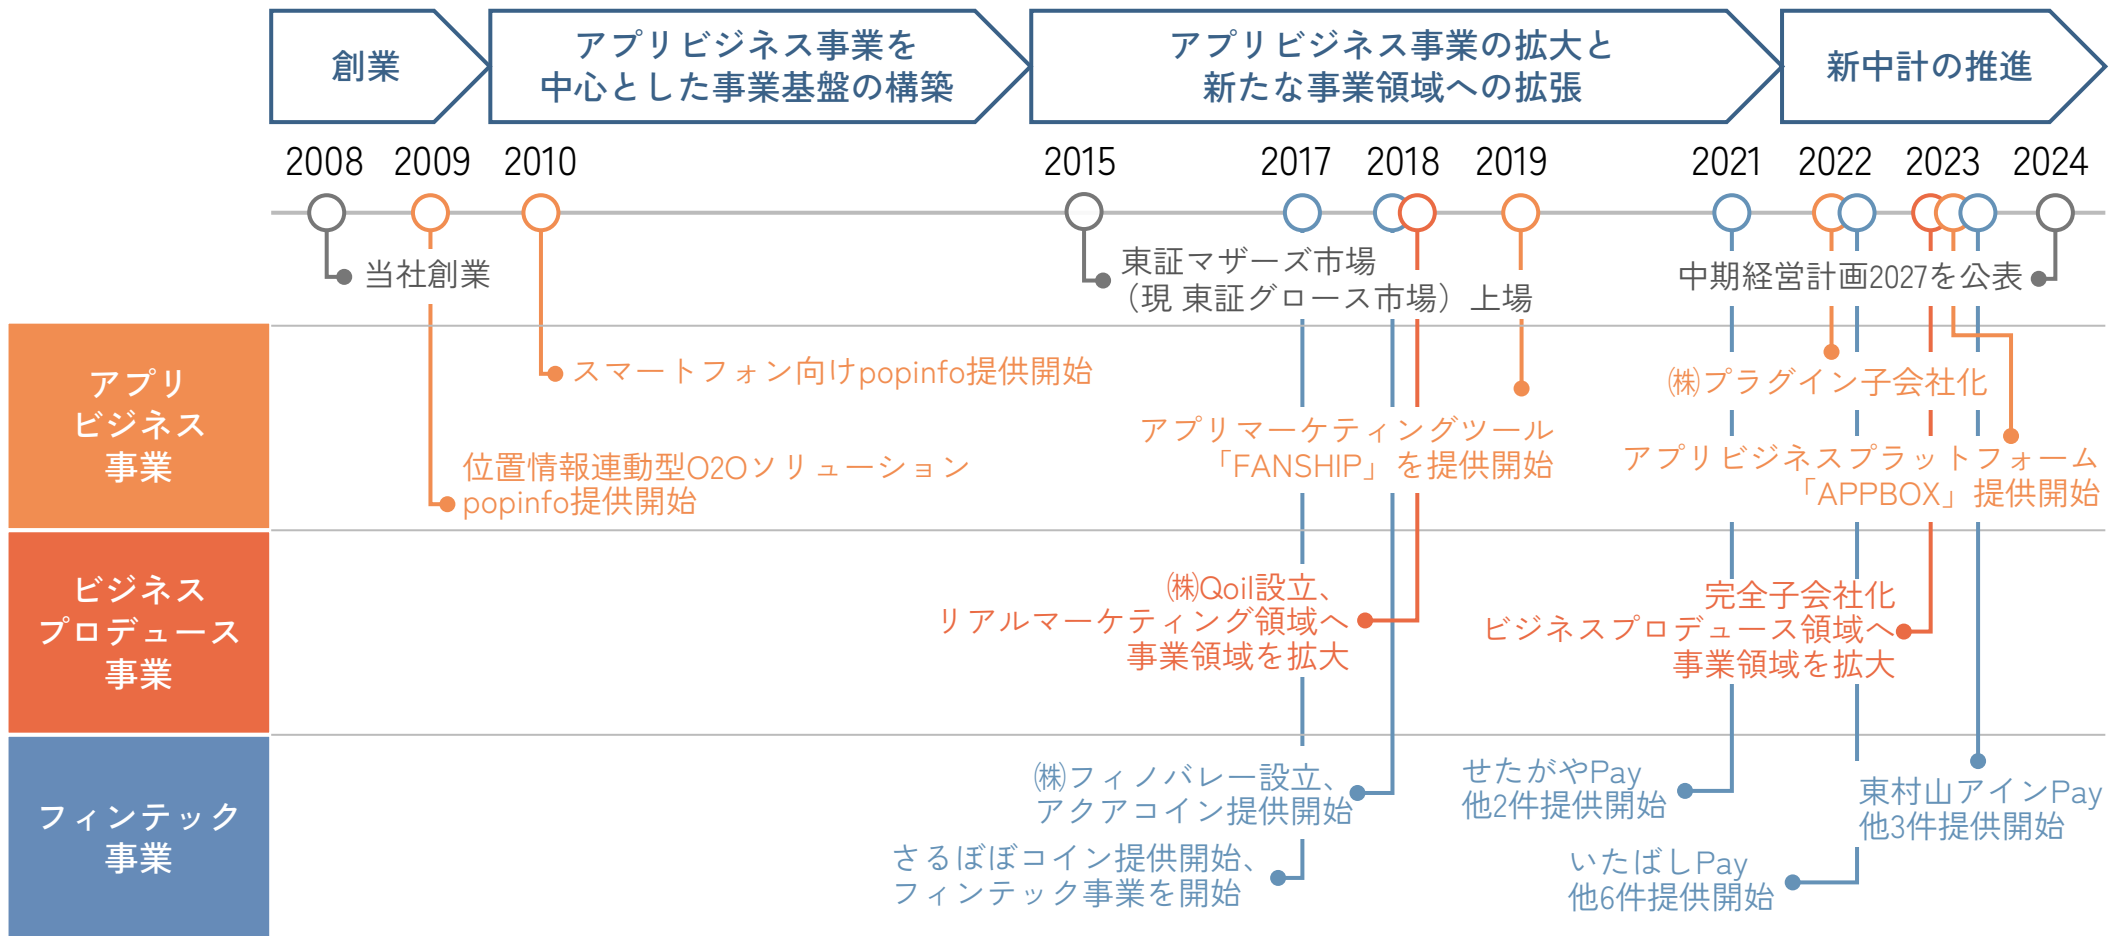 創業
アプリビジネス事業を
中心とした事業基盤の構築
アプリビジネス事業の拡大と
新たな事業領域への拡張
新中計の推進
2008
2009
2010
2015
2017
2018
2019
2021
2022
2023
2024
当社創業
東証マザーズ市場
（現 東証グロース市場）上場
中期経営計画2027を公表
アプリ
ビジネス
事業
スマートフォン向けpopinfo提供開始
位置情報連動型O2Oソリューション
popinfo提供開始
アプリマーケティングツール
「FANSHIP」を提供開始
㈱プラグイン子会社化
アプリビジネスプラットフォーム
「APPBOX」提供開始
ビジネス
プロデュース
事業
㈱Qoil設立、
リアルマーケティング領域へ
事業領域を拡大
完全子会社化
ビジネスプロデュース領域へ
事業領域を拡大
フィンテック
事業
㈱フィノバレー設立、
アクアコイン提供開始
さるぼぼコイン提供開始、
フィンテック事業を開始
せたがやPay
他2件提供開始
いたばしPay
他6件提供開始
東村山アインPay
他3件提供開始